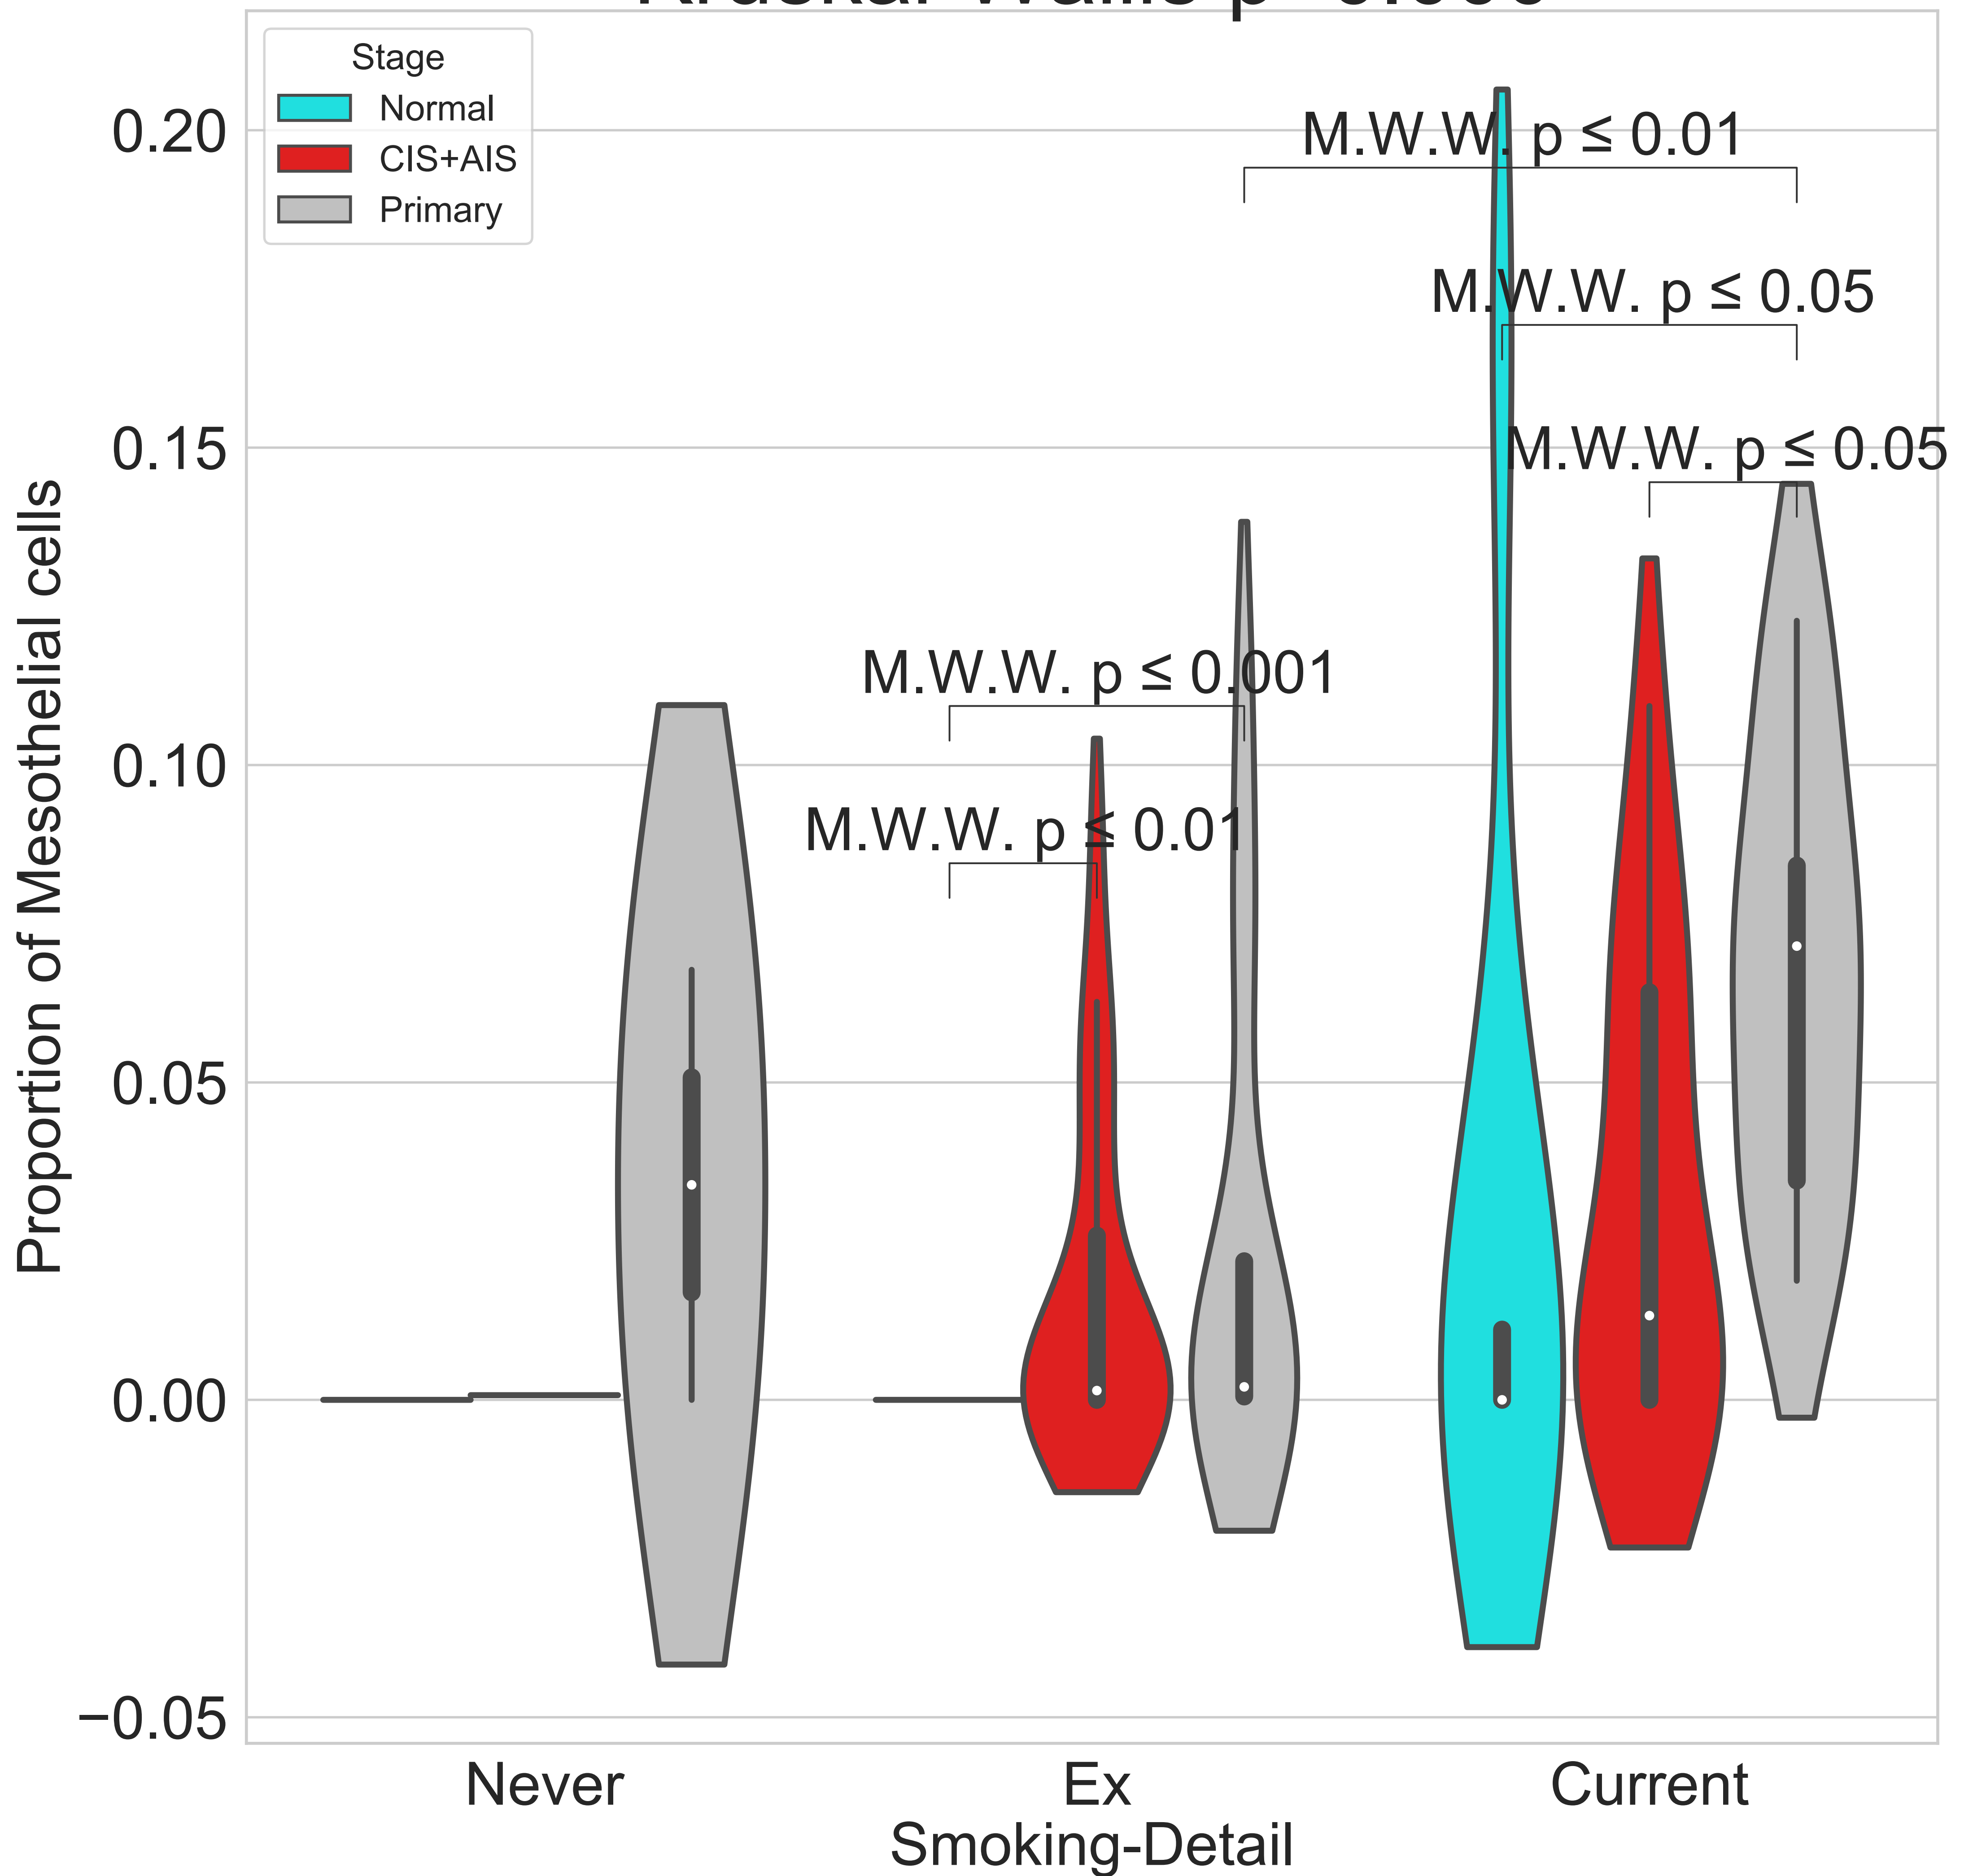 Stage
Normal
CIS+AIS
Primary
0.20
0.15
0.10
0.05
0.00
−0.05
Proportion of Mesothelial cells
M.W.W. p ≤ 0.01
M.W.W. p ≤ 0.05
M.W.W. p ≤ 0.05
M.W.W. p ≤ 0.001
M.W.W. p ≤ 0.01
Never
Ex
Current
Smoking-Detail